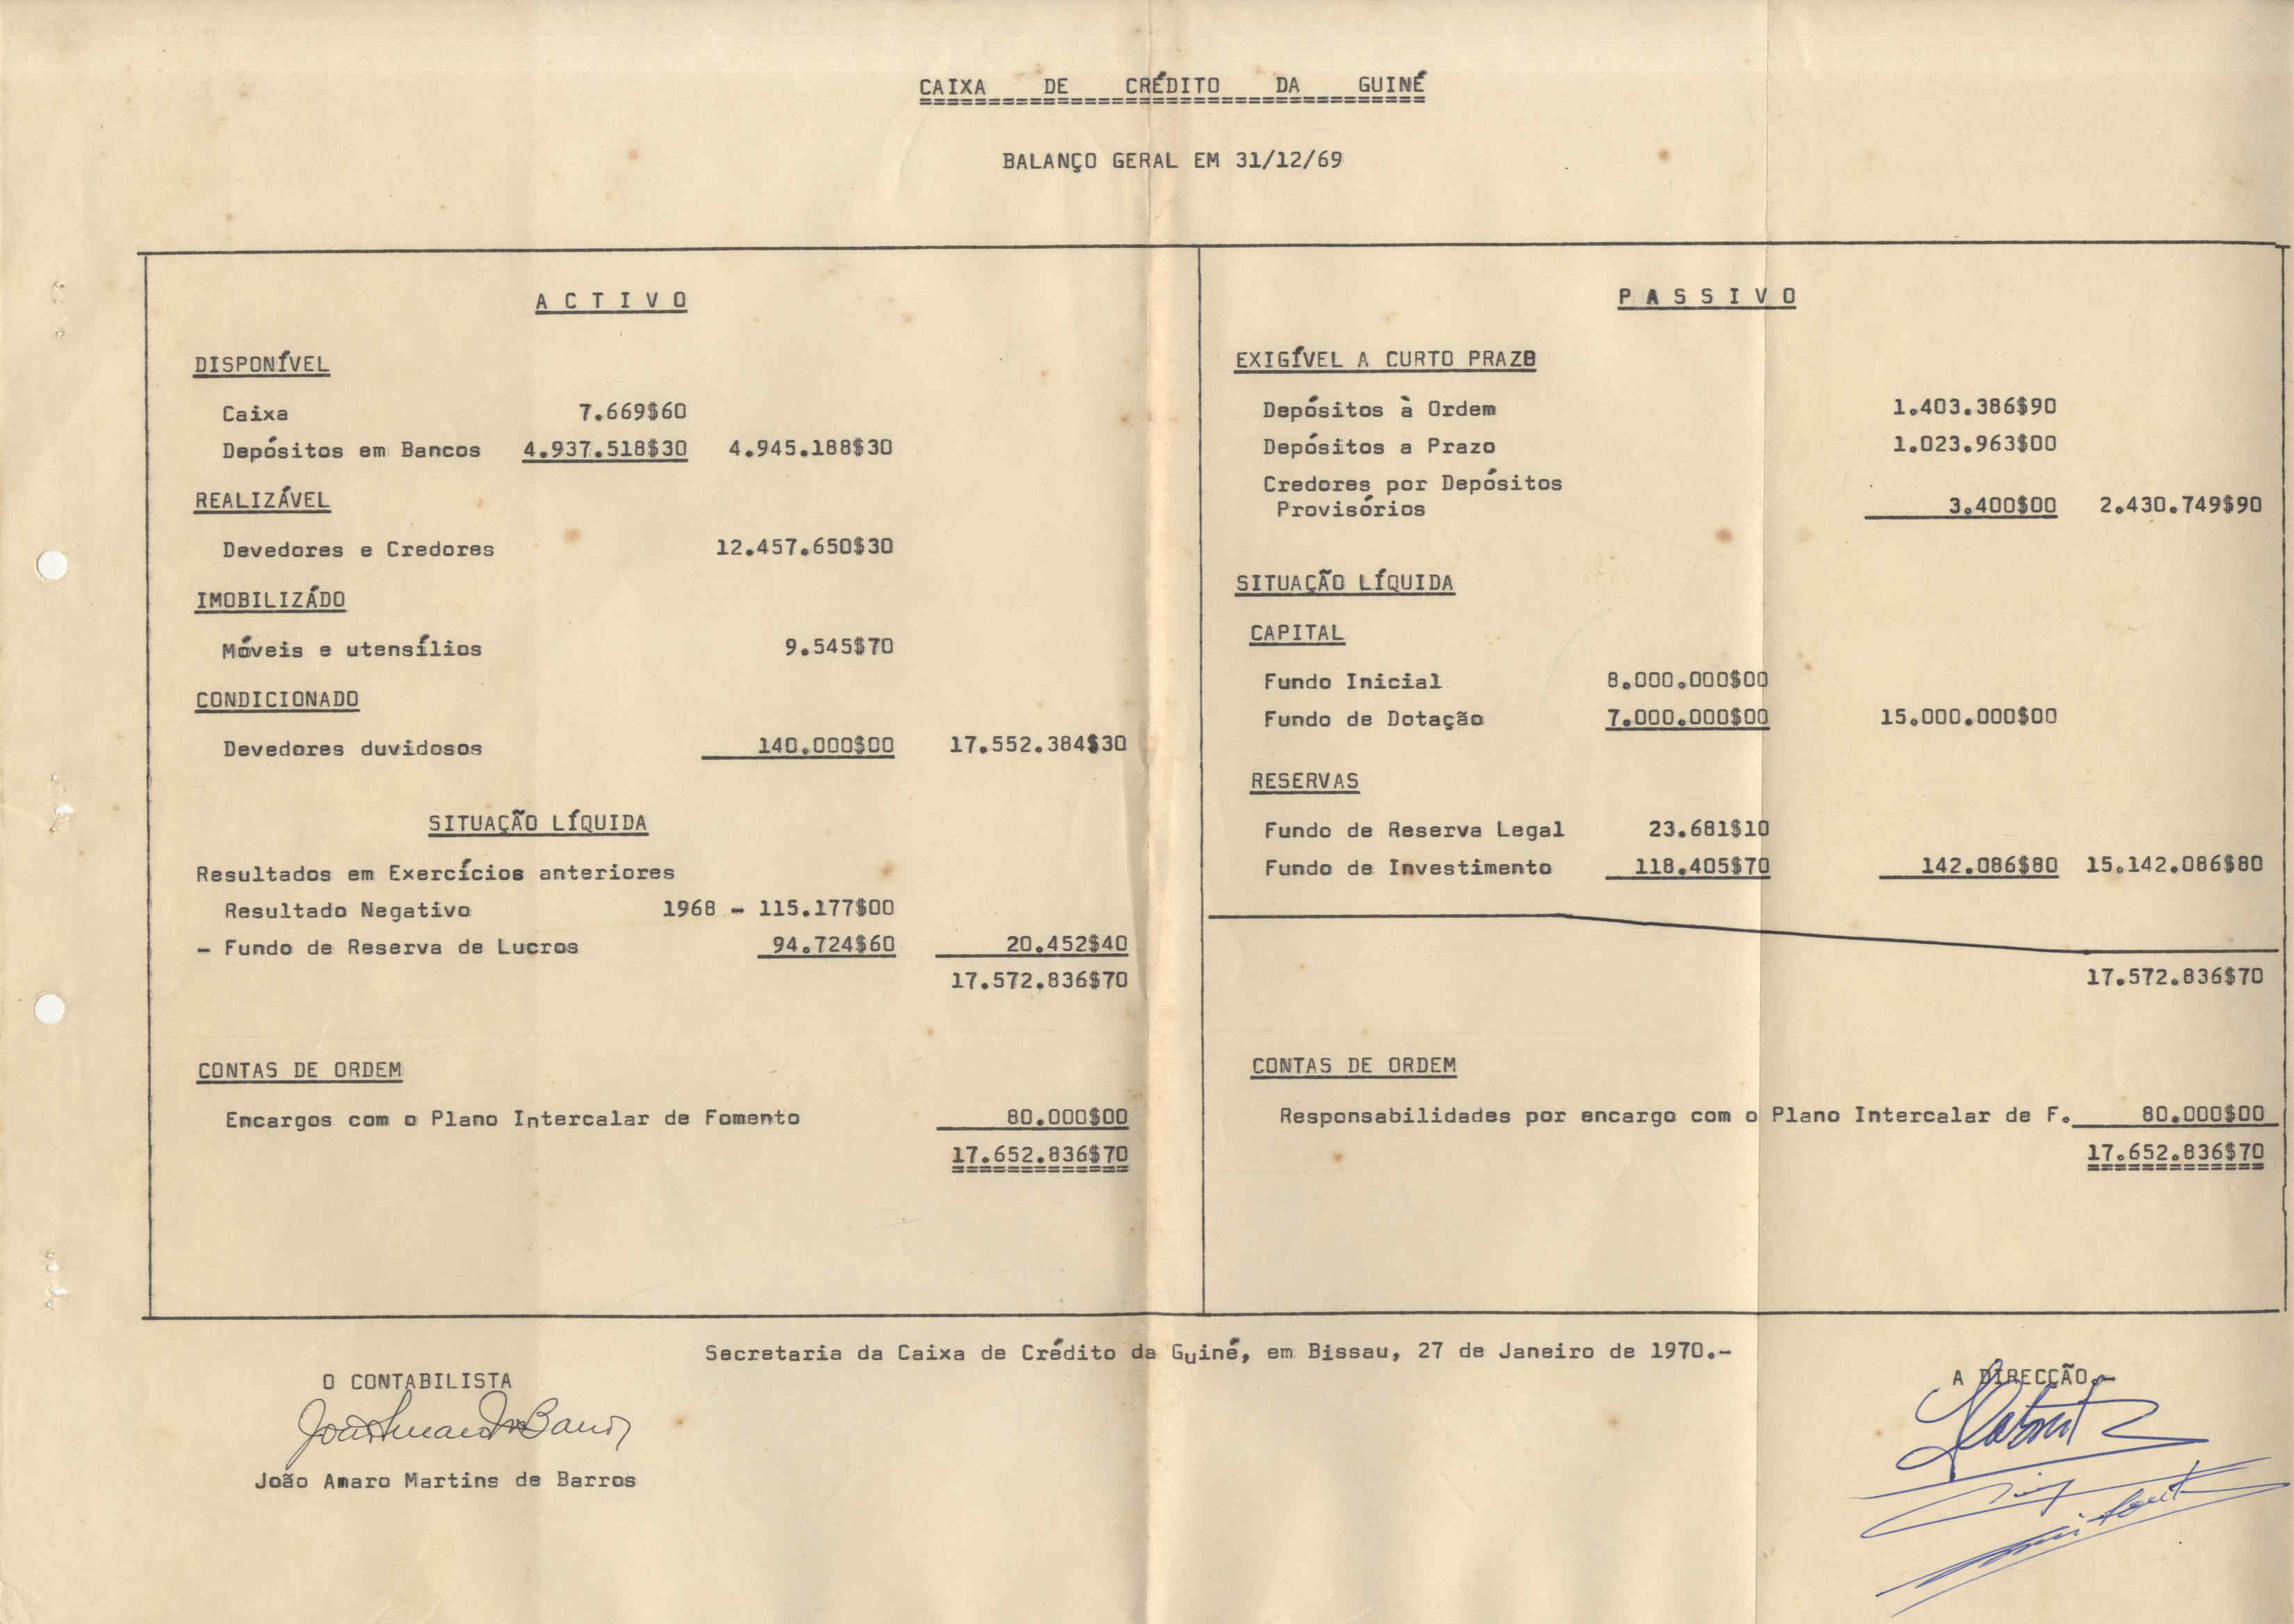 CAIXA DE CRÉDITO DA GUINÉ
BALANÇO GERAL EM 31/12/69
A C T I V O
DISPONÍVEL
Caixa 7.669$60
Depósitos em Bancos 4.937.518$30 4.945.188$30
REALIZÁVEL
Devedores e Credores 12.457.650$30
IMOBILIZÁDO
Móveis e utensílios 9.545$70
CONDICIONADO
Devedores duvidosos 140.000$00 17.552.384$30
SITUAÇÃO LÍQUIDA
Resultados em Exercícios anteriores
Resultado Negativo 1968 - 115.177$00
- Fundo de Reserva de Lucros 94.724$60 20.452$40
17.572.836$70
CONTAS DE ORDEM
Encargos com o Plano Intercalar de Fomento 80.000$00
17.652.836$70
P A S S I V O
EXIGÍVEL A CURTO PRAZO
Depósitos à Ordem 1.403.386$90
Depósitos a Prazo 1.023.963$00
Credores por Depósitos
Provisórios 3.400$00 2.430.749$90
SITUAÇÃO LÍQUIDA
CAPITAL
Fundo Inicial 8.000.000$00
Fundo de Dotação 7.000.000$00 15.000.000$00
RESERVAS
Fundo de Reserva Legal 23.681$10
Fundo de Investimento 118.405$70 142.086$80 15.142.086$80
17.572.836$70
CONTAS DE ORDEM
Responsabilidades por encargo com o Plano Intercalar de F. 80.000$00
17.652.836$70
Secretaria da Caixa de Crédito da Guiné, em Bissau, 27 de Janeiro de 1970.-
O CONTABILISTA
João Amaro Martins de Barros
A DIRECÇÃO.-